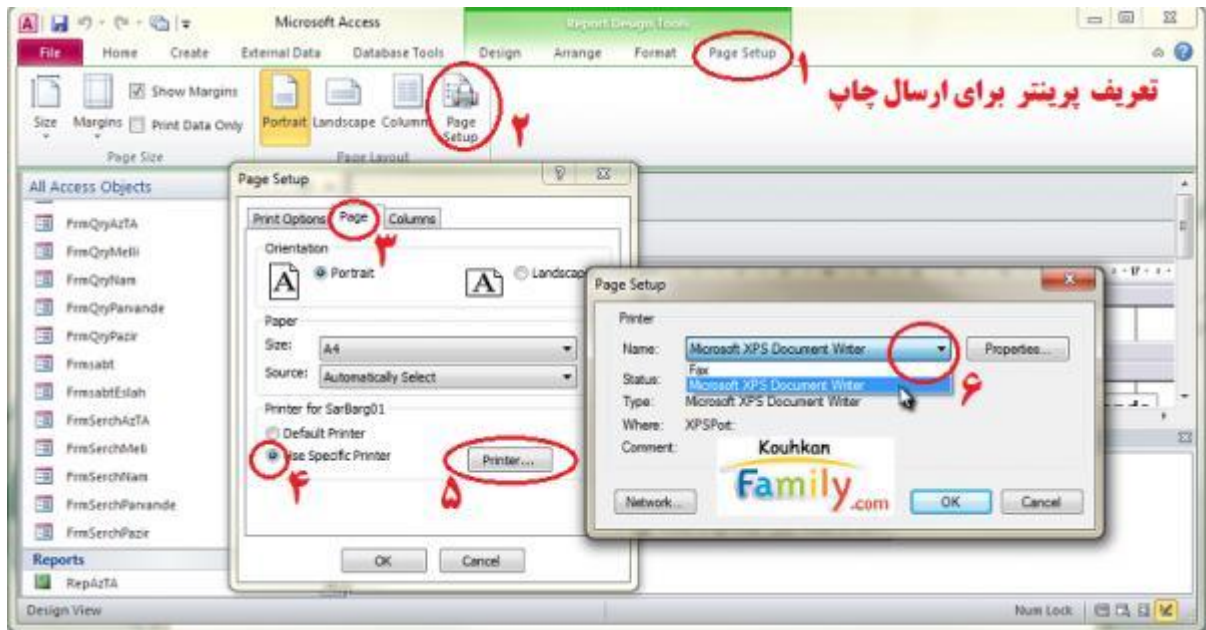 Microsoft Access
Report Design Tools
File Home Create External Data Database Tools Design Arrange Format Page Setup
۱
تعریف پرینتر برای ارسال چاپ
Show Margins
Size Margins Print Data Only Portrait Landscape Columns Page Setup
۲
Page Size Page Layout
All Access Objects
FrmQryAzTA
FrmQryMelli
FrmQryNam
FrmQryParvande
FrmQryPazir
Frmsabt
FrmsabtEslah
FrmSerchAzTA
FrmSerchMeli
FrmSerchNam
FrmSerchParvande
FrmSerchPazir
Reports
RepAzTA
Page Setup
Print Options Page Columns
۳
Orientation
A Portrait A Landscape
Paper
Size: A4
Source: Automatically Select
Printer for SarBarg01
Default Printer
Use Specific Printer Printer...
۴ ۵
OK Cancel
Page Setup
Printer
Name: Microsoft XPS Document Writer Properties...
Fax
Status: Microsoft XPS Document Writer
۶
Type: Microsoft XPS Document Writer
Where: XPSPort:
Comment:
Kouhkan
Family.com
Network... OK Cancel
Design View Num Lock